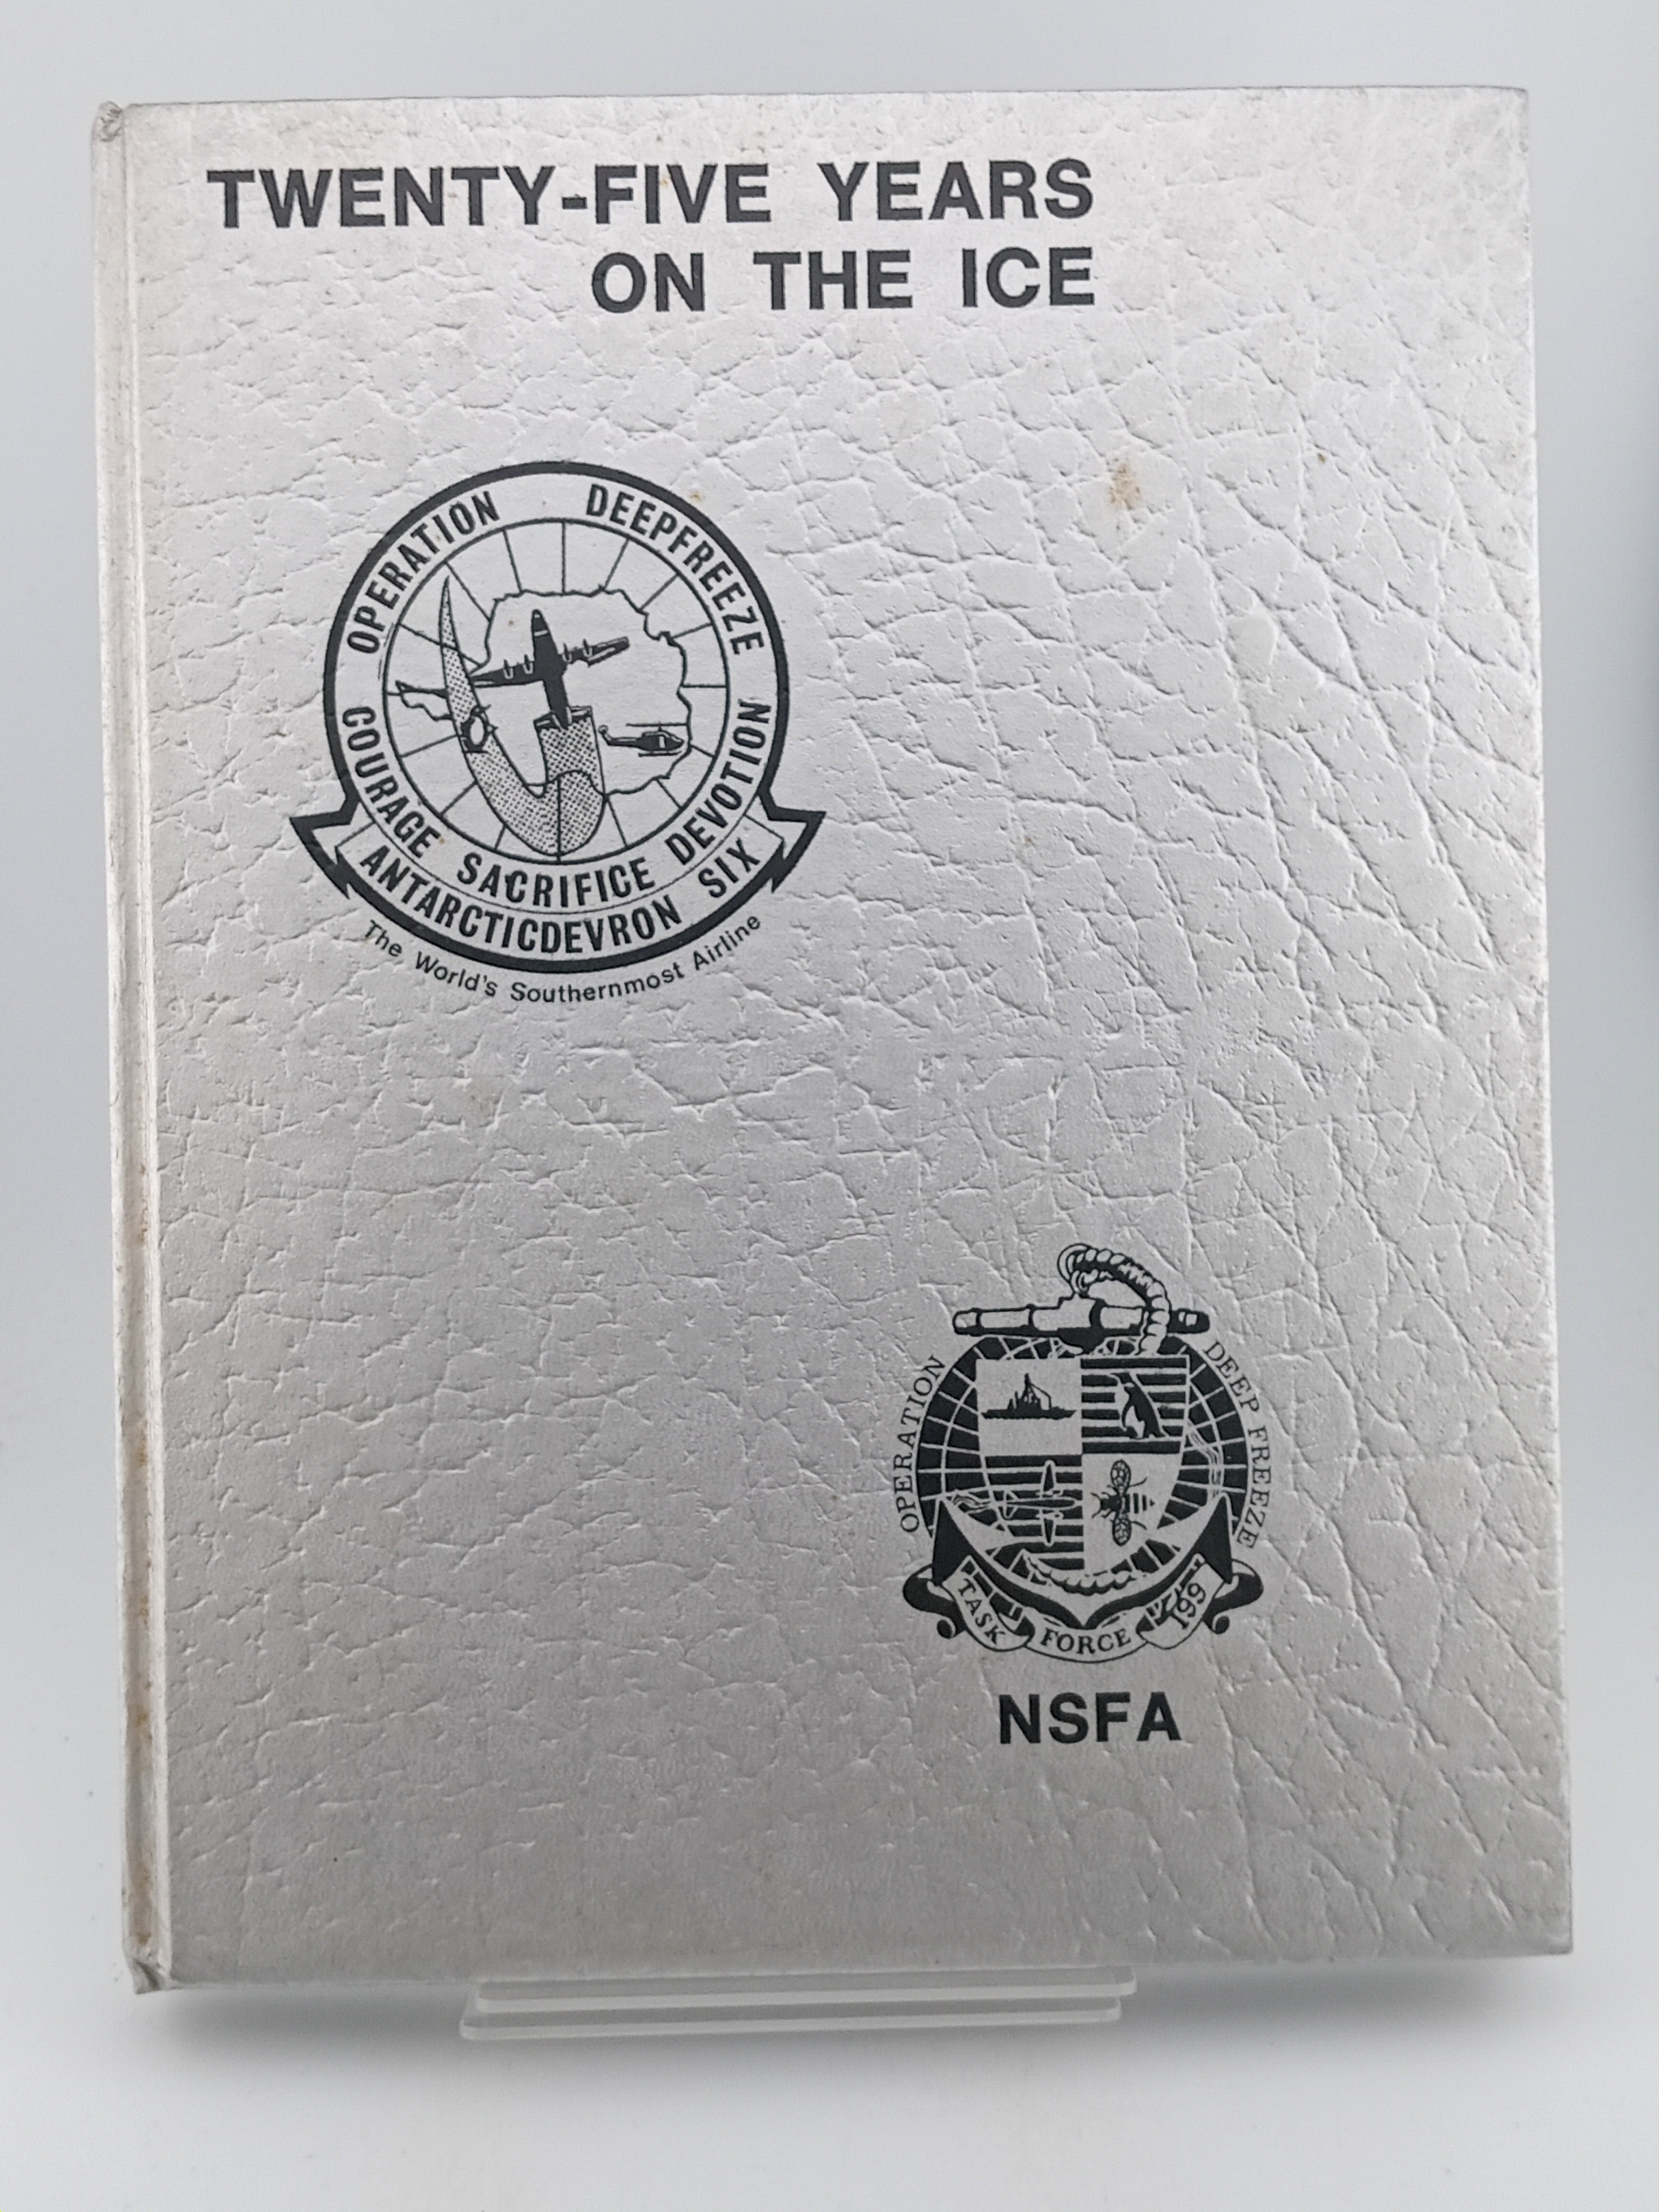 TWENTY-FIVE YEARS
ON THE ICE
OPERATION DEEPFREEZE
COURAGE SACRIFICE DEVOTION
ANTARCTICDEVRON SIX
The World's Southernmost Airline
OPERATION DEEP FREEZE
TASK FORCE 199
NSFA